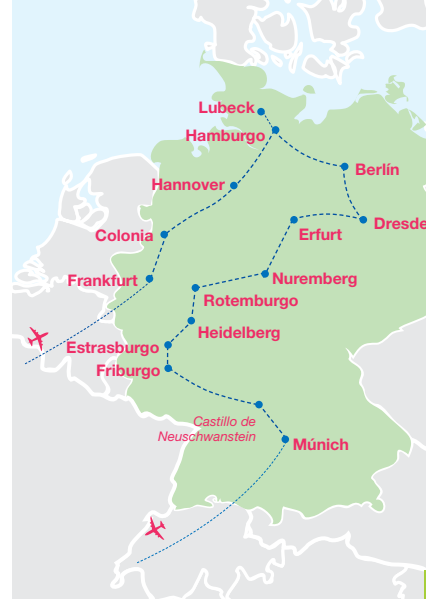 Lubeck
Hamburgo
Berlín
Hannover
Dresde
Colonia
Erfurt
Frankfurt
Nuremberg
Rotemburgo
Heidelberg
Estrasburgo
Friburgo
Castillo de
Neuschwanstein
Múnich